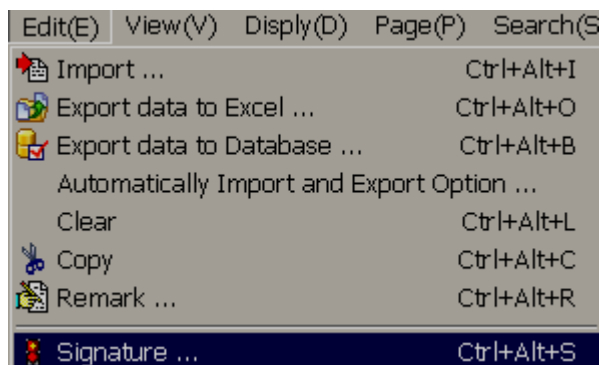 Edit(E) View(V) Disply(D) Page(P) Search(S
Import ... Ctrl+Alt+I
Export data to Excel ... Ctrl+Alt+O
Export data to Database ... Ctrl+Alt+B
Automatically Import and Export Option ...
Clear Ctrl+Alt+L
Copy Ctrl+Alt+C
Remark ... Ctrl+Alt+R
Signature ... Ctrl+Alt+S